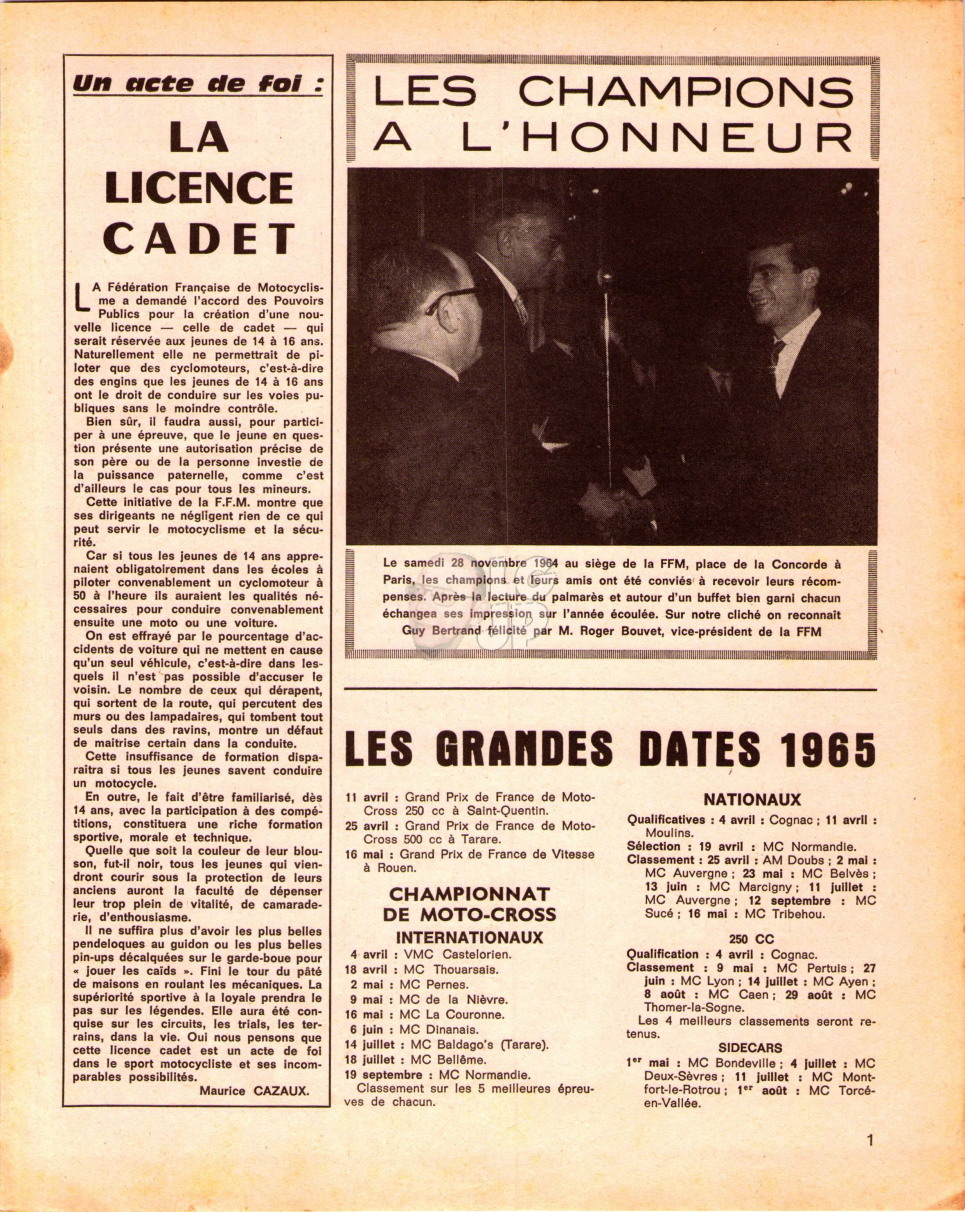 Un acte de foi :
LA
LICENCE
CADET
LA Fédération Française de Motocyclis-
me a demandé l'accord des Pouvoirs
Publics pour la création d'une nou-
velle licence — celle de cadet — qui
serait réservée aux jeunes de 14 à 16 ans.
Naturellement elle ne permettrait de pi-
loter que des cyclomoteurs, c'est-à-dire
des engins que les jeunes de 14 à 16 ans
ont le droit de conduire sur les voies pu-
bliques sans le moindre contrôle.
Bien sûr, il faudra aussi, pour partici-
per à une épreuve, que le jeune en ques-
tion présente une autorisation précise de
son père ou de la personne investie de
la puissance paternelle, comme c'est
d'ailleurs le cas pour tous les mineurs.
Cette initiative de la F.F.M. montre que
ses dirigeants ne négligent rien de ce qui
peut servir le motocyclisme et la sécu-
rité.
Car si tous les jeunes de 14 ans appre-
naient obligatoirement dans les écoles à
piloter convenablement un cyclomoteur à
50 à l'heure ils auraient les qualités né-
cessaires pour conduire convenablement
ensuite une moto ou une voiture.
On est effrayé par le pourcentage d'ac-
cidents de voiture qui ne mettent en cause
qu'un seul véhicule, c'est-à-dire dans les-
quels il n'est pas possible d'accuser le
voisin. Le nombre de ceux qui dérapent,
qui sortent de la route, qui percutent des
murs ou des lampadaires, qui tombent tout
seuls dans des ravins, montre un défaut
de maitrise certain dans la conduite.
Cette insuffisance de formation dispa-
raitra si tous les jeunes savent conduire
un motocycle.
En outre, le fait d'être familiarisé, dès
14 ans, avec la participation à des compé-
titions, constituera une riche formation
sportive, morale et technique.
Quelle que soit la couleur de leur blou-
son, fut-il noir, tous les jeunes qui vien-
dront courir sous la protection de leurs
anciens auront la faculté de dépenser
leur trop plein de vitalité, de camarade-
rie, d'enthousiasme.
Il ne suffira plus d'avoir les plus belles
pendeloques au guidon ou les plus belles
pin-ups décalquées sur le garde-boue pour
« jouer les caïds ». Fini le tour du pâté
de maisons en roulant les mécaniques. La
supériorité sportive à la loyale prendra le
pas sur les légendes. Elle aura été con-
quise sur les circuits, les trials, les ter-
rains, dans la vie. Oui nous pensons que
cette licence cadet est un acte de foi
dans le sport motocycliste et ses incom-
parables possibilités.
Maurice CAZAUX.
LES CHAMPIONS
A L'HONNEUR
Le samedi 28 novembre 1964 au siège de la FFM, place de la Concorde à
Paris, les champions et leurs amis ont été conviés à recevoir leurs récom-
penses. Après la lecture du palmarès et autour d'un buffet bien garni chacun
échangea ses impression sur l'année écoulée. Sur notre cliché on reconnaît
Guy Bertrand félicité par M. Roger Bouvet, vice-président de la FFM
LES GRANDES DATES 1965
11 avril : Grand Prix de France de Moto-
Cross 250 cc à Saint-Quentin.
25 avril : Grand Prix de France de Moto-
Cross 500 cc à Tarare.
16 mai : Grand Prix de France de Vitesse
à Rouen.
CHAMPIONNAT
DE MOTO-CROSS
INTERNATIONAUX
4 avril : VMC Castelorien.
18 avril : MC Thouarsais.
2 mai : MC Pernes.
9 mai : MC de la Nièvre.
16 mai : MC La Couronne.
6 juin : MC Dinanais.
14 juillet : MC Baldago's (Tarare).
18 juillet : MC Bellême.
19 septembre : MC Normandie.
Classement sur les 5 meilleures épreu-
ves de chacun.
NATIONAUX
Qualificatives : 4 avril : Cognac ; 11 avril :
Moulins.
Sélection : 19 avril : MC Normandie.
Classement : 25 avril : AM Doubs ; 2 mai :
MC Auvergne ; 23 mai : MC Belvès ;
13 juin : MC Marcigny ; 11 juillet :
MC Auvergne ; 12 septembre : MC
Sucé ; 16 mai : MC Tribehou.
250 CC
Qualification : 4 avril : Cognac.
Classement : 9 mai : MC Pertuis ; 27
juin : MC Lyon ; 14 juillet : MC Ayen ;
8 août : MC Caen ; 29 août : MC
Thomer-la-Sogne.
Les 4 meilleurs classements seront re-
tenus.
SIDECARS
1er mai : MC Bondeville ; 4 juillet : MC
Deux-Sèvres ; 11 juillet : MC Mont-
fort-le-Rotrou ; 1er août : MC Torcé-
en-Vallée.
1